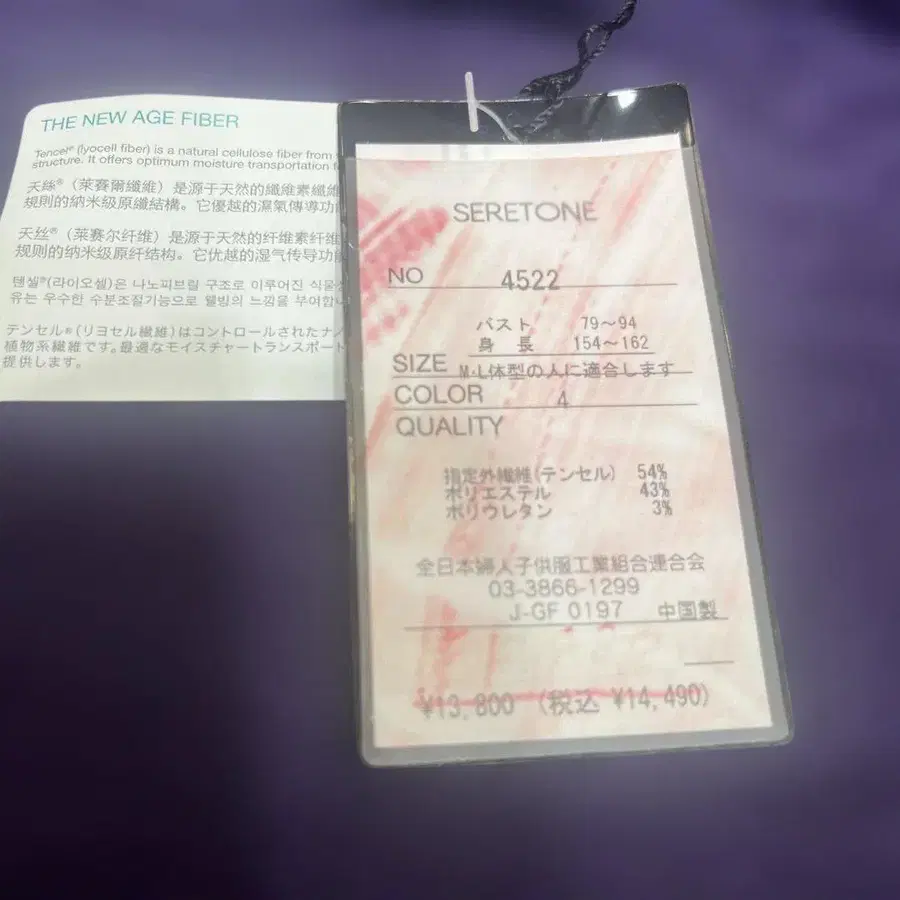 THE NEW AGE FIBER
Tencel® (lyocell fiber) is a natural cellulose fiber from
structure. It offers optimum moisture transportation
天絲®（萊賽爾纖維）是源于天然的纖維素纖維
規則的納米級原纖結構。它優越的濕氣傳導功
天丝®（莱赛尔纤维）是源于天然的纤维素纤维
规则的纳米级原纤结构。它优越的湿气传导功能
텐셀®(라이오셀)은 나노피브릴 구조로 이루어진 식물
유는 우수한 수분조절기능으로 웰빙의 느낌을 부여합니
テンセル®(リヨセル繊維)はコントロールされたナノ
植物系繊維です。最適なモイスチャートランスポート
提供します。
SERETONE
NO 4522
バスト 79～94
身長 154～162
SIZE M・L体型の人に適合します
COLOR 4
QUALITY
指定外繊維(テンセル) 54%
ポリエステル 43%
ポリウレタン 3%
全日本婦人子供服工業組合連合会
03-3866-1299
J-GF 0197 中国製
¥13,800 (税込 ¥14,490)